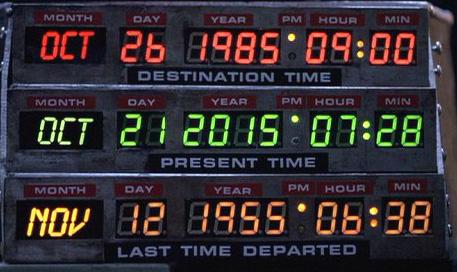 MONTH DAY YEAR PM HOUR MIN
OCT 26 1985 09:00
DESTINATION TIME
MONTH DAY YEAR PM HOUR MIN
OCT 21 2015 07:28
PRESENT TIME
MONTH DAY YEAR PM HOUR MIN
NOV 12 1955 06:38
LAST TIME DEPARTED